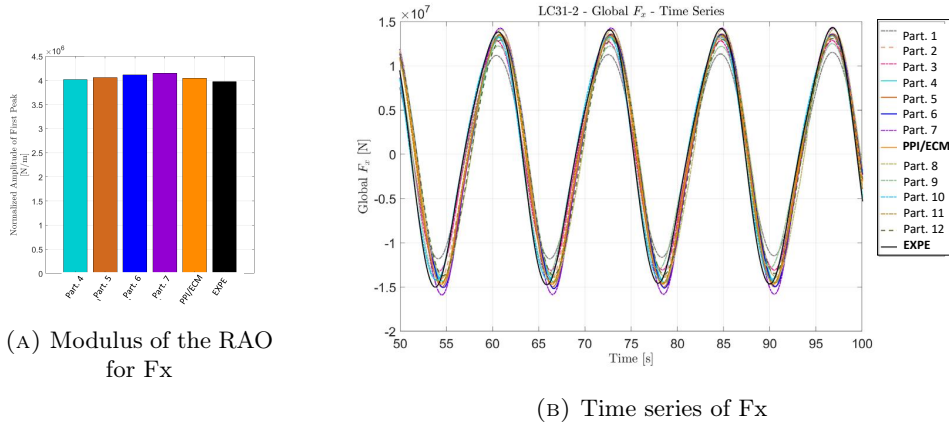 ×10^6
4.5
4
3.5
3
2.5
2
1.5
1
0.5
0
Normalized Amplitude of First Peak
[N/m]
Part. 4
Part. 5
Part. 6
Part. 7
PPI/ECM
EXPE
(A) Modulus of the RAO
for Fx
LC31-2 - Global F_x - Time Series
×10^7
1.5
1
0.5
0
-0.5
-1
-1.5
-2
Global F_x [N]
50 55 60 65 70 75 80 85 90 95 100
Time [s]
Part. 1
Part. 2
Part. 3
Part. 4
Part. 5
Part. 6
Part. 7
PPI/ECM
Part. 8
Part. 9
Part. 10
Part. 11
Part. 12
EXPE
(B) Time series of Fx